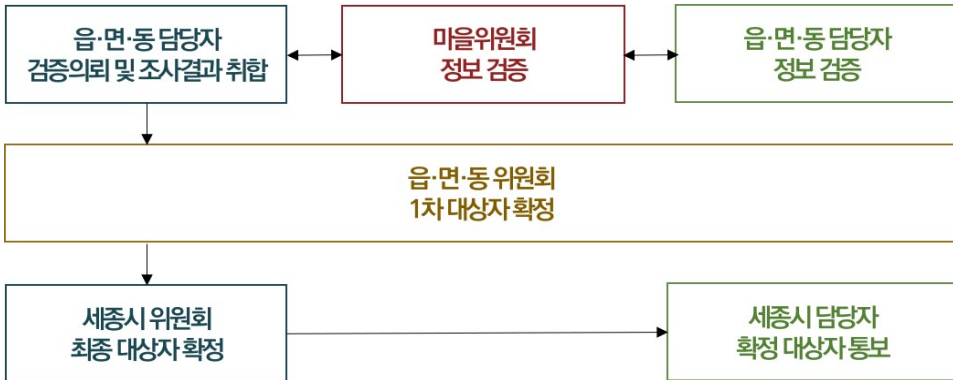 읍·면·동 담당자
검증의뢰 및 조사결과 취합
마을위원회
정보 검증
읍·면·동 담당자
정보 검증
읍·면·동 위원회
1차 대상자 확정
세종시 위원회
최종 대상자 확정
세종시 담당자
확정 대상자 통보